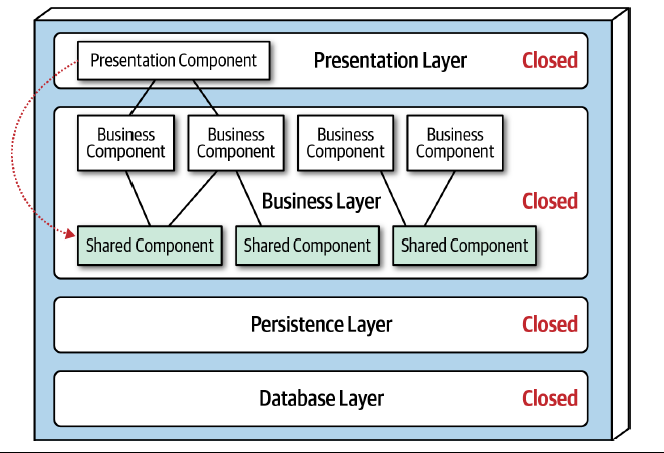 Presentation Component
Presentation Layer
Closed
Business
Component
Business
Component
Business
Component
Business
Component
Business Layer
Closed
Shared Component
Shared Component
Shared Component
Persistence Layer
Closed
Database Layer
Closed